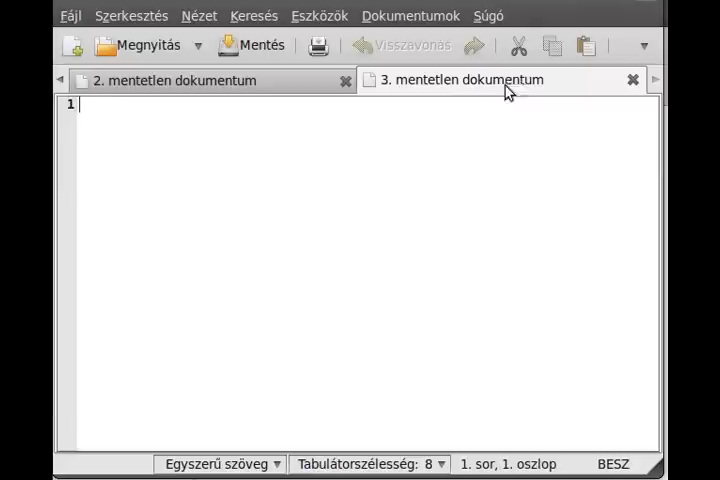 Fájl Szerkesztés Nézet Keresés Eszközök Dokumentumok Súgó
Megnyitás Mentés Visszavonás
2. mentetlen dokumentum 3. mentetlen dokumentum
1
Egyszerű szöveg Tabulátorszélesség: 8 1. sor, 1. oszlop BESZ